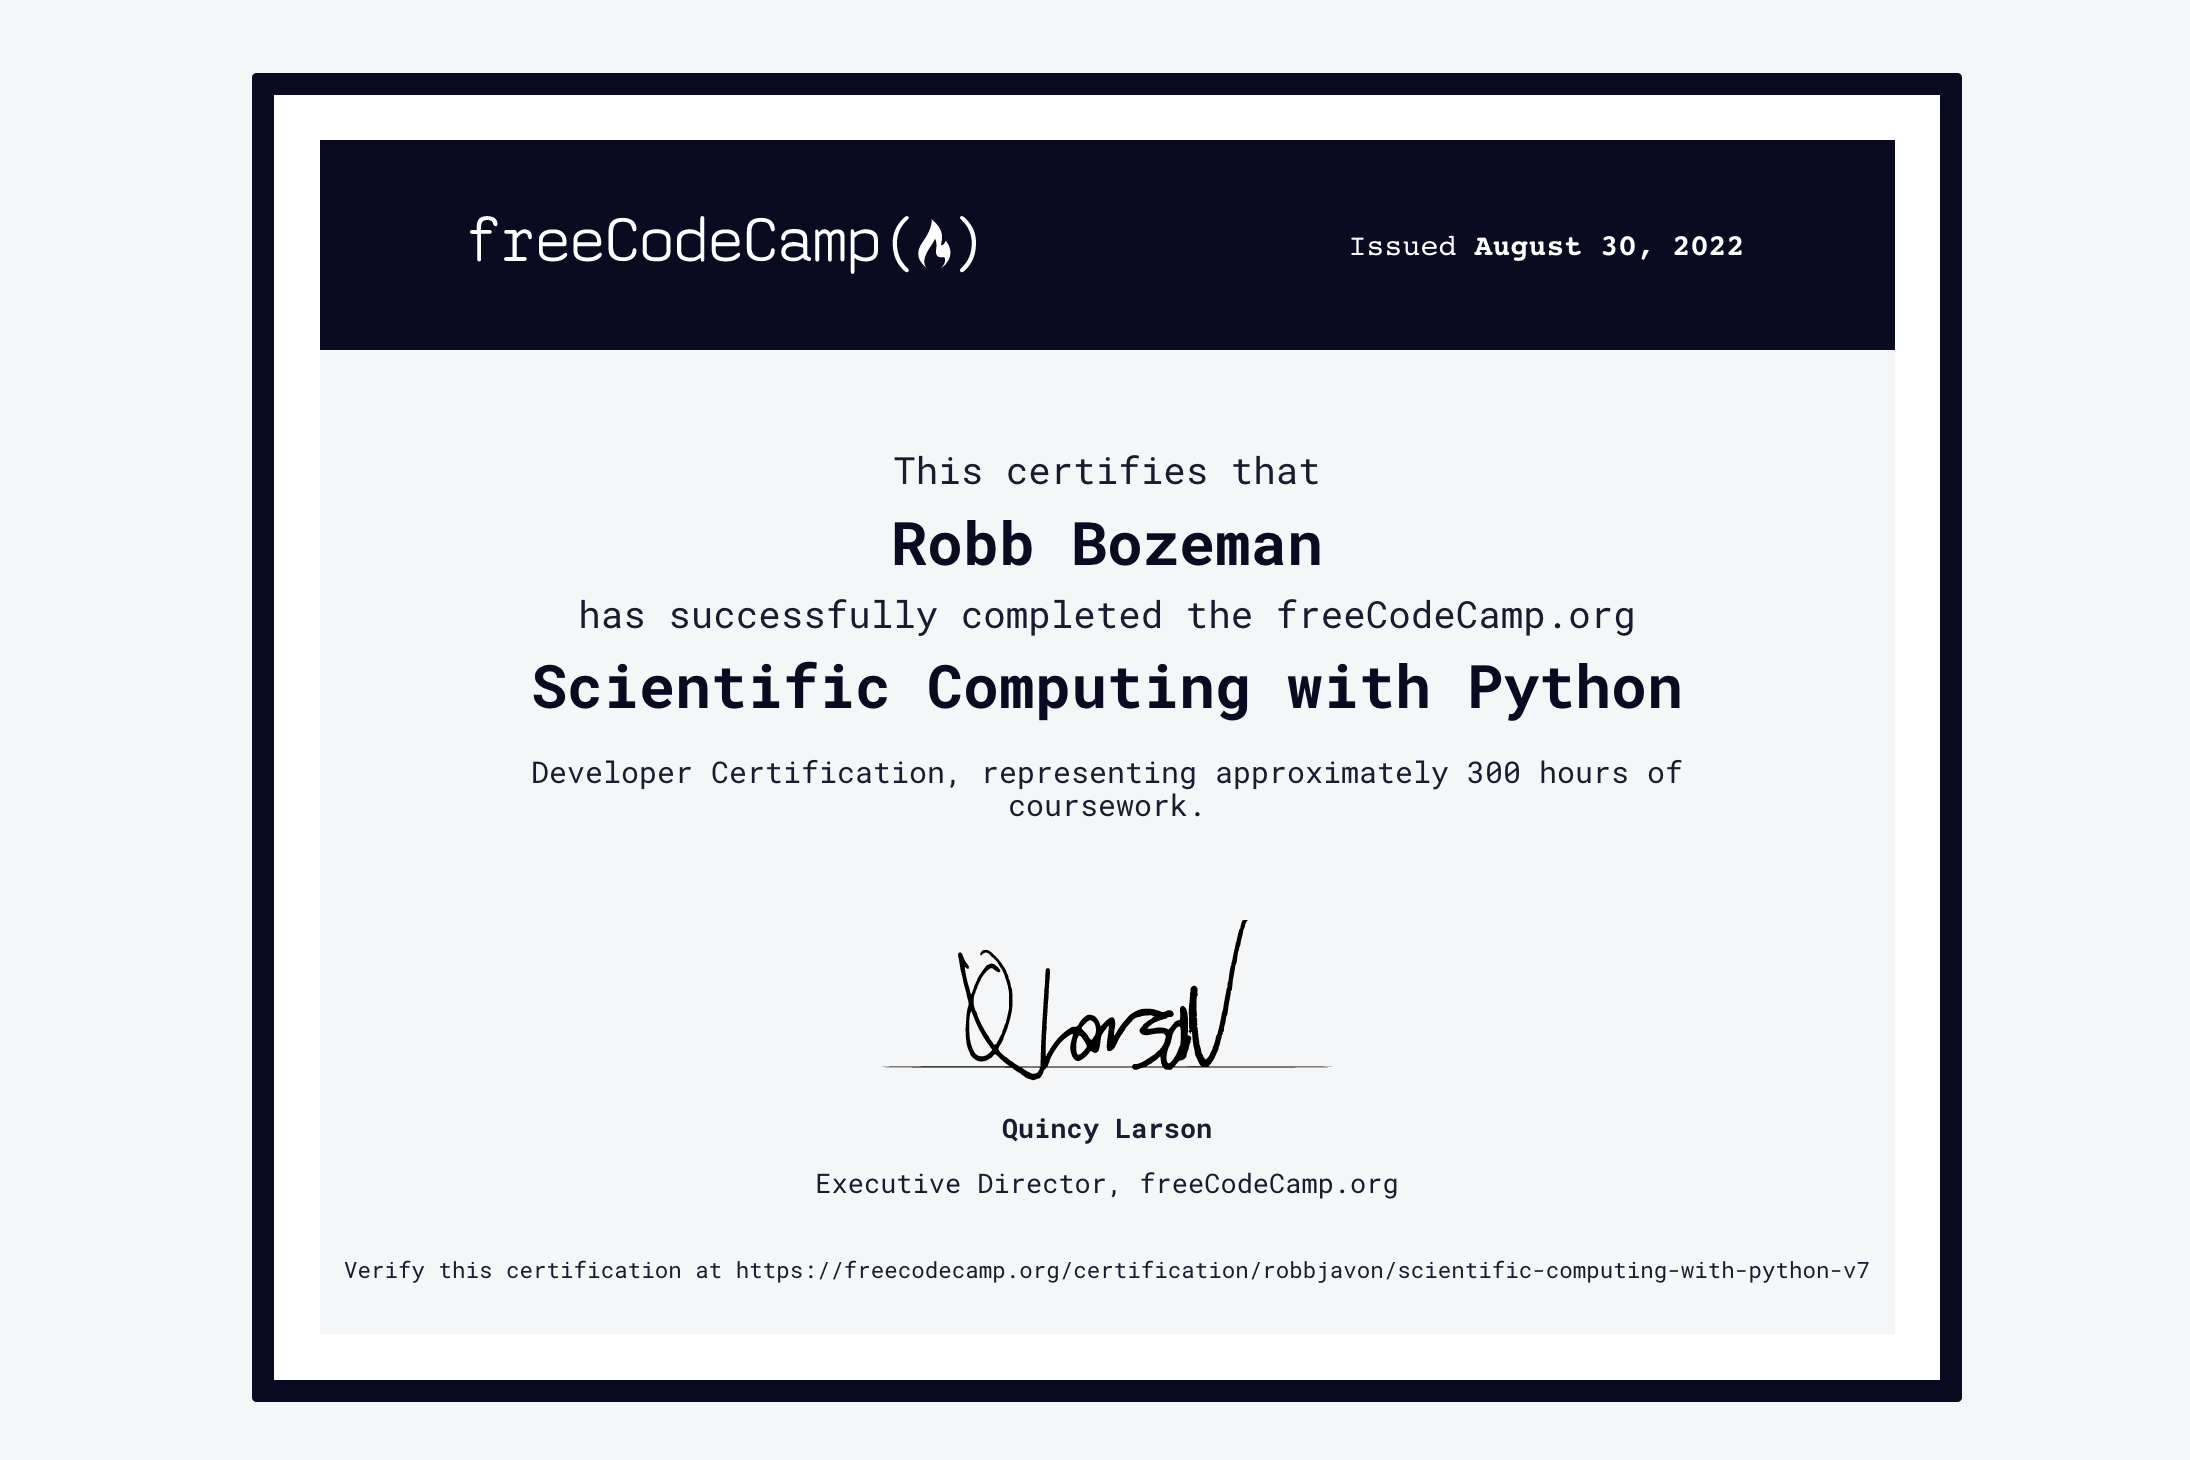 freeCodeCamp(🔥)
Issued August 30, 2022
This certifies that
Robb Bozeman
has successfully completed the freeCodeCamp.org
Scientific Computing with Python
Developer Certification, representing approximately 300 hours of
coursework.
Q Larson
Quincy Larson
Executive Director, freeCodeCamp.org
Verify this certification at https://freecodecamp.org/certification/robbjavon/scientific-computing-with-python-v7